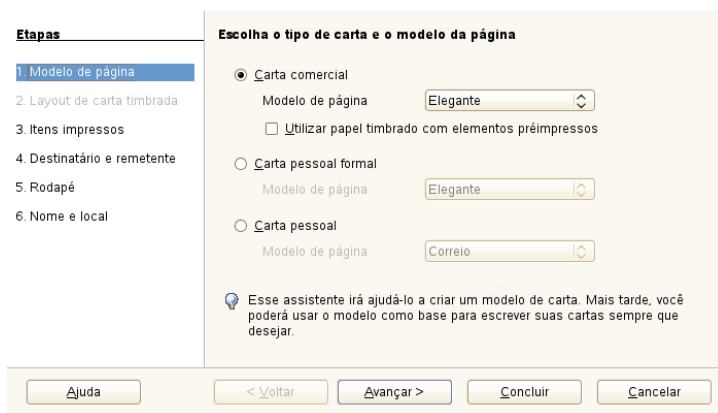 Etapas
1. Modelo de página
2. Layout de carta timbrada
3. Itens impressos
4. Destinatário e remetente
5. Rodapé
6. Nome e local
Escolha o tipo de carta e o modelo da página
Carta comercial
Modelo de página Elegante
Utilizar papel timbrado com elementos préimpressos
Carta pessoal formal
Modelo de página Elegante
Carta pessoal
Modelo de página Correio
Esse assistente irá ajudá-lo a criar um modelo de carta. Mais tarde, você
poderá usar o modelo como base para escrever suas cartas sempre que
desejar.
Ajuda < Voltar Avançar > Concluir Cancelar